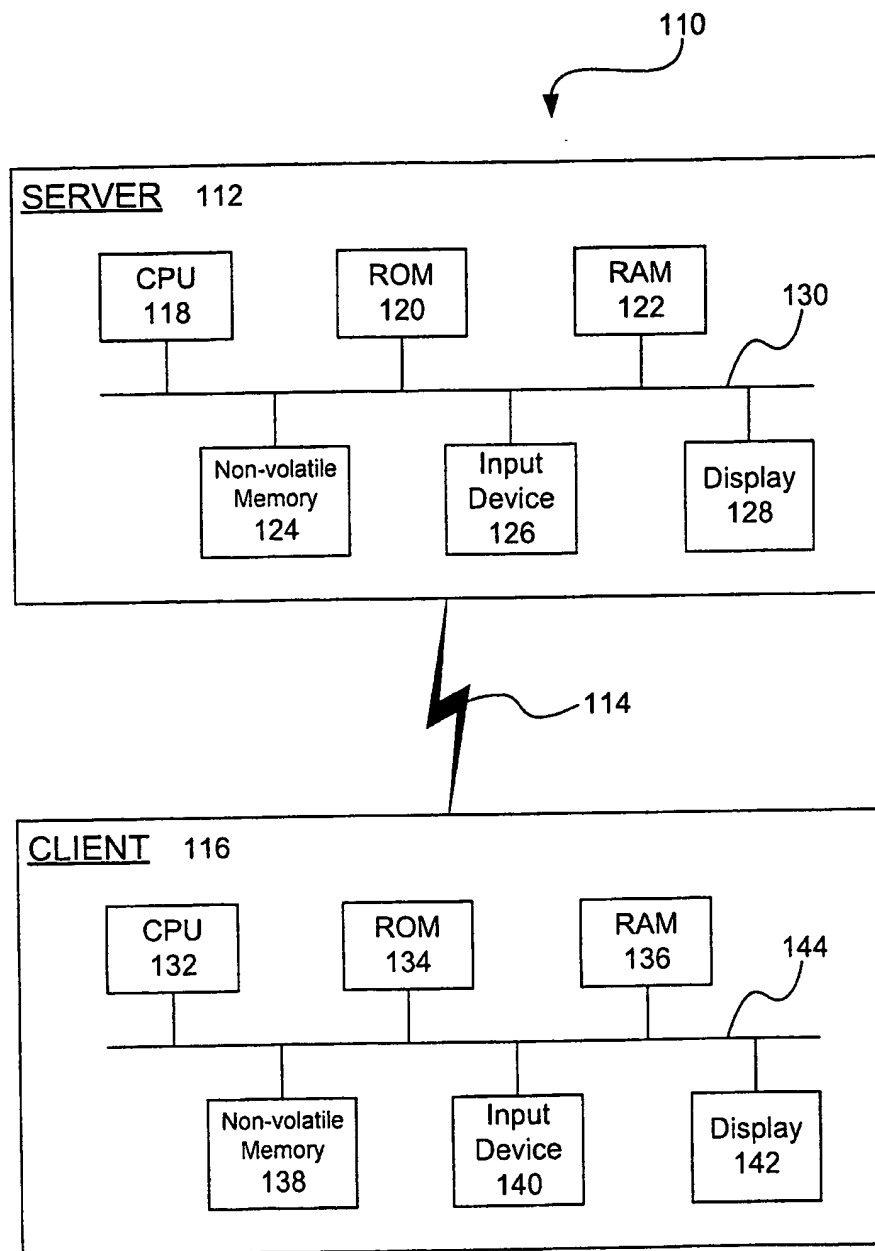 110
SERVER 112
CPU
118
ROM
120
RAM
122
130
Non-volatile
Memory
124
Input
Device
126
Display
128
114
CLIENT 116
CPU
132
ROM
134
RAM
136
144
Non-volatile
Memory
138
Input
Device
140
Display
142